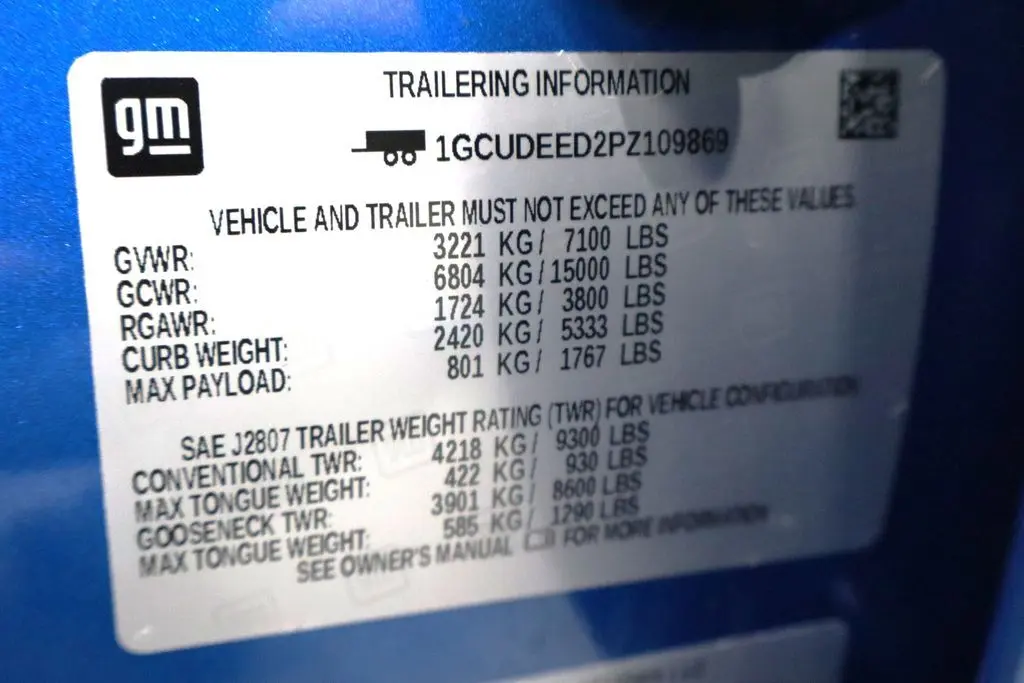 gm
TRAILERING INFORMATION
1GCUDEED2PZ109869
VEHICLE AND TRAILER MUST NOT EXCEED ANY OF THESE VALUES
GVWR: 3221 KG/ 7100 LBS
GCWR: 6804 KG/15000 LBS
RGAWR: 1724 KG/ 3800 LBS
CURB WEIGHT: 2420 KG/ 5333 LBS
MAX PAYLOAD: 801 KG/ 1767 LBS
SAE J2807 TRAILER WEIGHT RATING (TWR) FOR VEHICLE CONFIGURATION
CONVENTIONAL TWR: 4218 KG/ 9300 LBS
MAX TONGUE WEIGHT: 422 KG/ 930 LBS
GOOSENECK TWR: 3901 KG/ 8600 LBS
MAX TONGUE WEIGHT: 585 KG/ 1290 LBS
SEE OWNER'S MANUAL FOR MORE INFORMATION